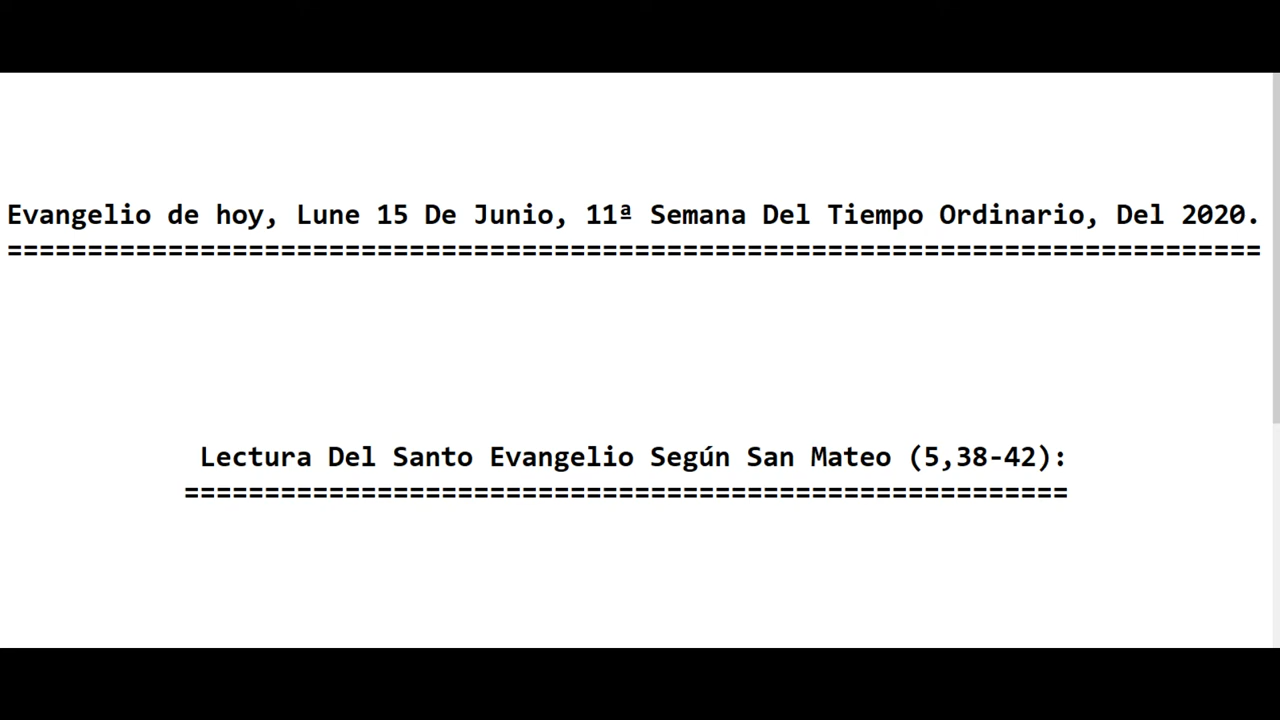 Evangelio de hoy, Lune 15 De Junio, 11ª Semana Del Tiempo Ordinario, Del 2020.
==============================================================================
Lectura Del Santo Evangelio Según San Mateo (5,38-42):
=======================================================